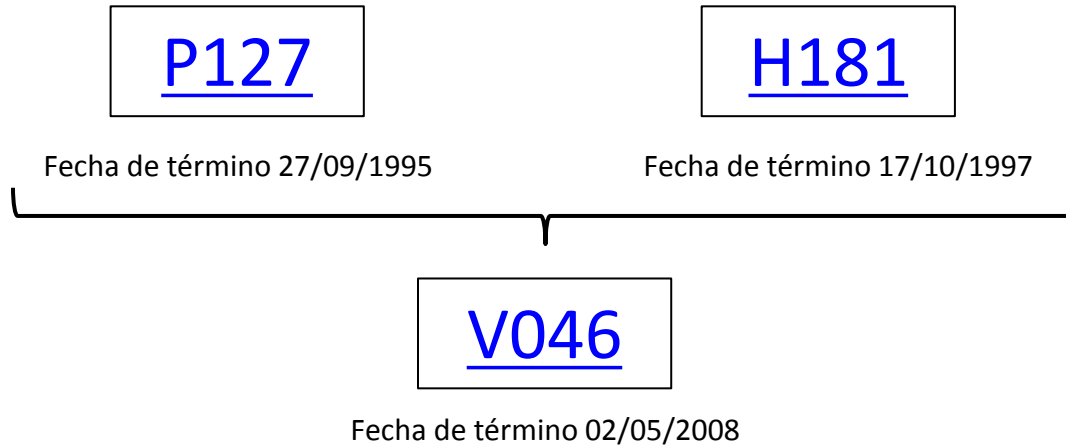 P127
H181
Fecha de término 27/09/1995
Fecha de término 17/10/1997
V046
Fecha de término 02/05/2008